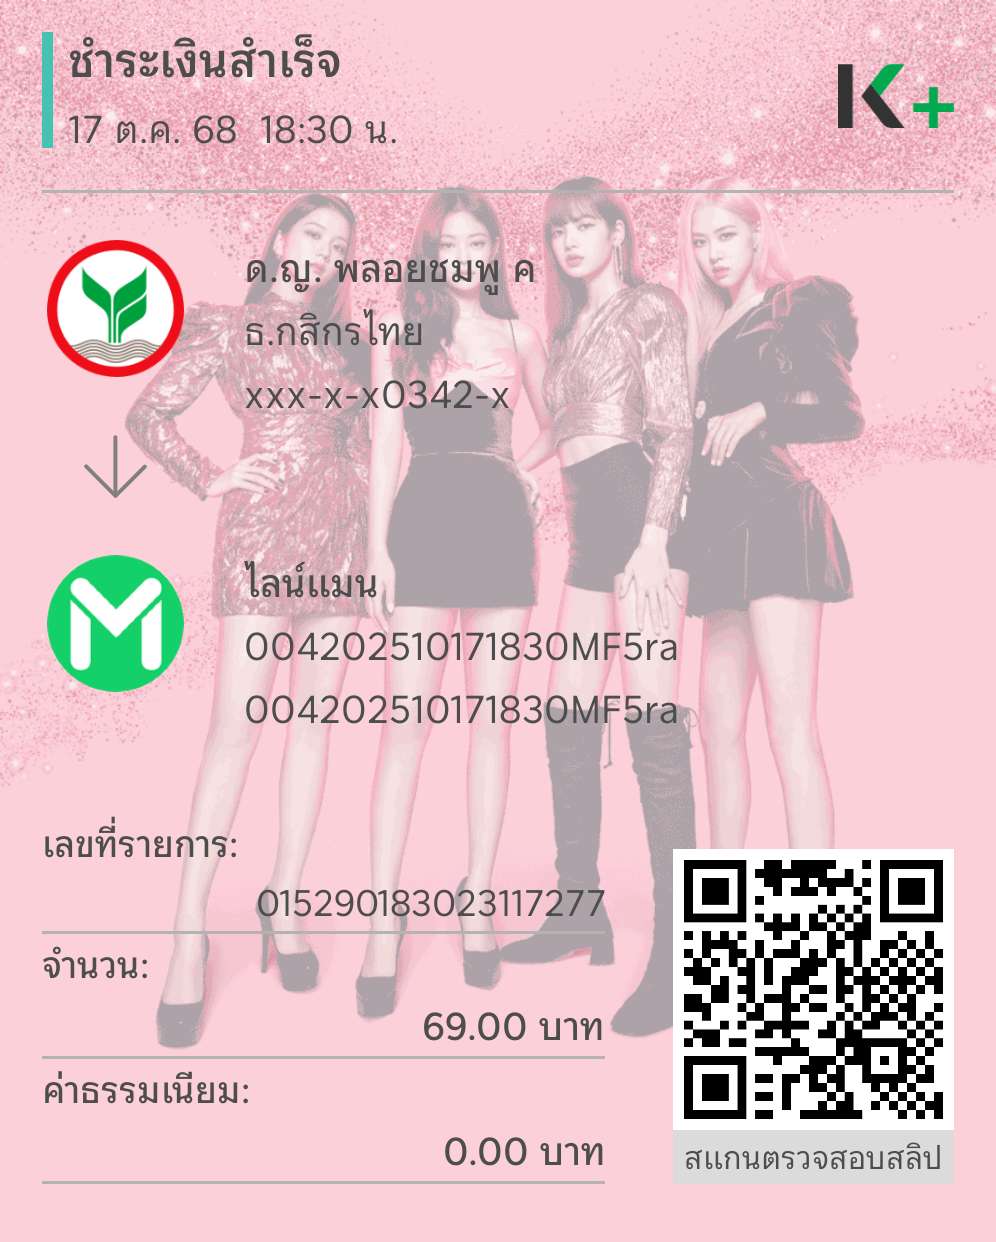 ชำระเงินสำเร็จ
17 ต.ค. 68 18:30 น.
K+
ด.ญ. พลอยชมพู ค
ธ.กสิกรไทย
xxx-x-x0342-x
ไลน์แมน
004202510171830MF5ra
004202510171830MF5ra
เลขที่รายการ:
015290183023117277
จำนวน:
69.00 บาท
ค่าธรรมเนียม:
0.00 บาท
สแกนตรวจสอบสลิป